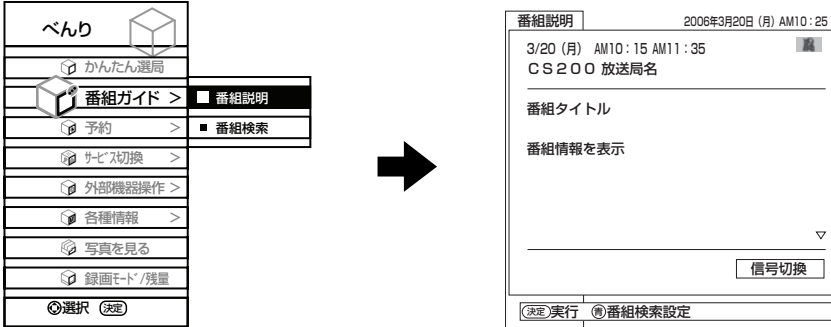 べんり
かんたん選局
番組ガイド >
番組説明
番組検索
予約 >
ｻｰﾋﾞｽ切換 >
外部機器操作 >
各種情報 >
写真を見る
録画ﾓｰﾄﾞ/残量
選択 決定
番組説明 2006年3月20日 (月) AM10：25
3/20 (月) AM10：15 AM11：35
ＣＳ２００ 放送局名
番組タイトル
番組情報を表示
信号切換
決定 実行 青 番組検索設定